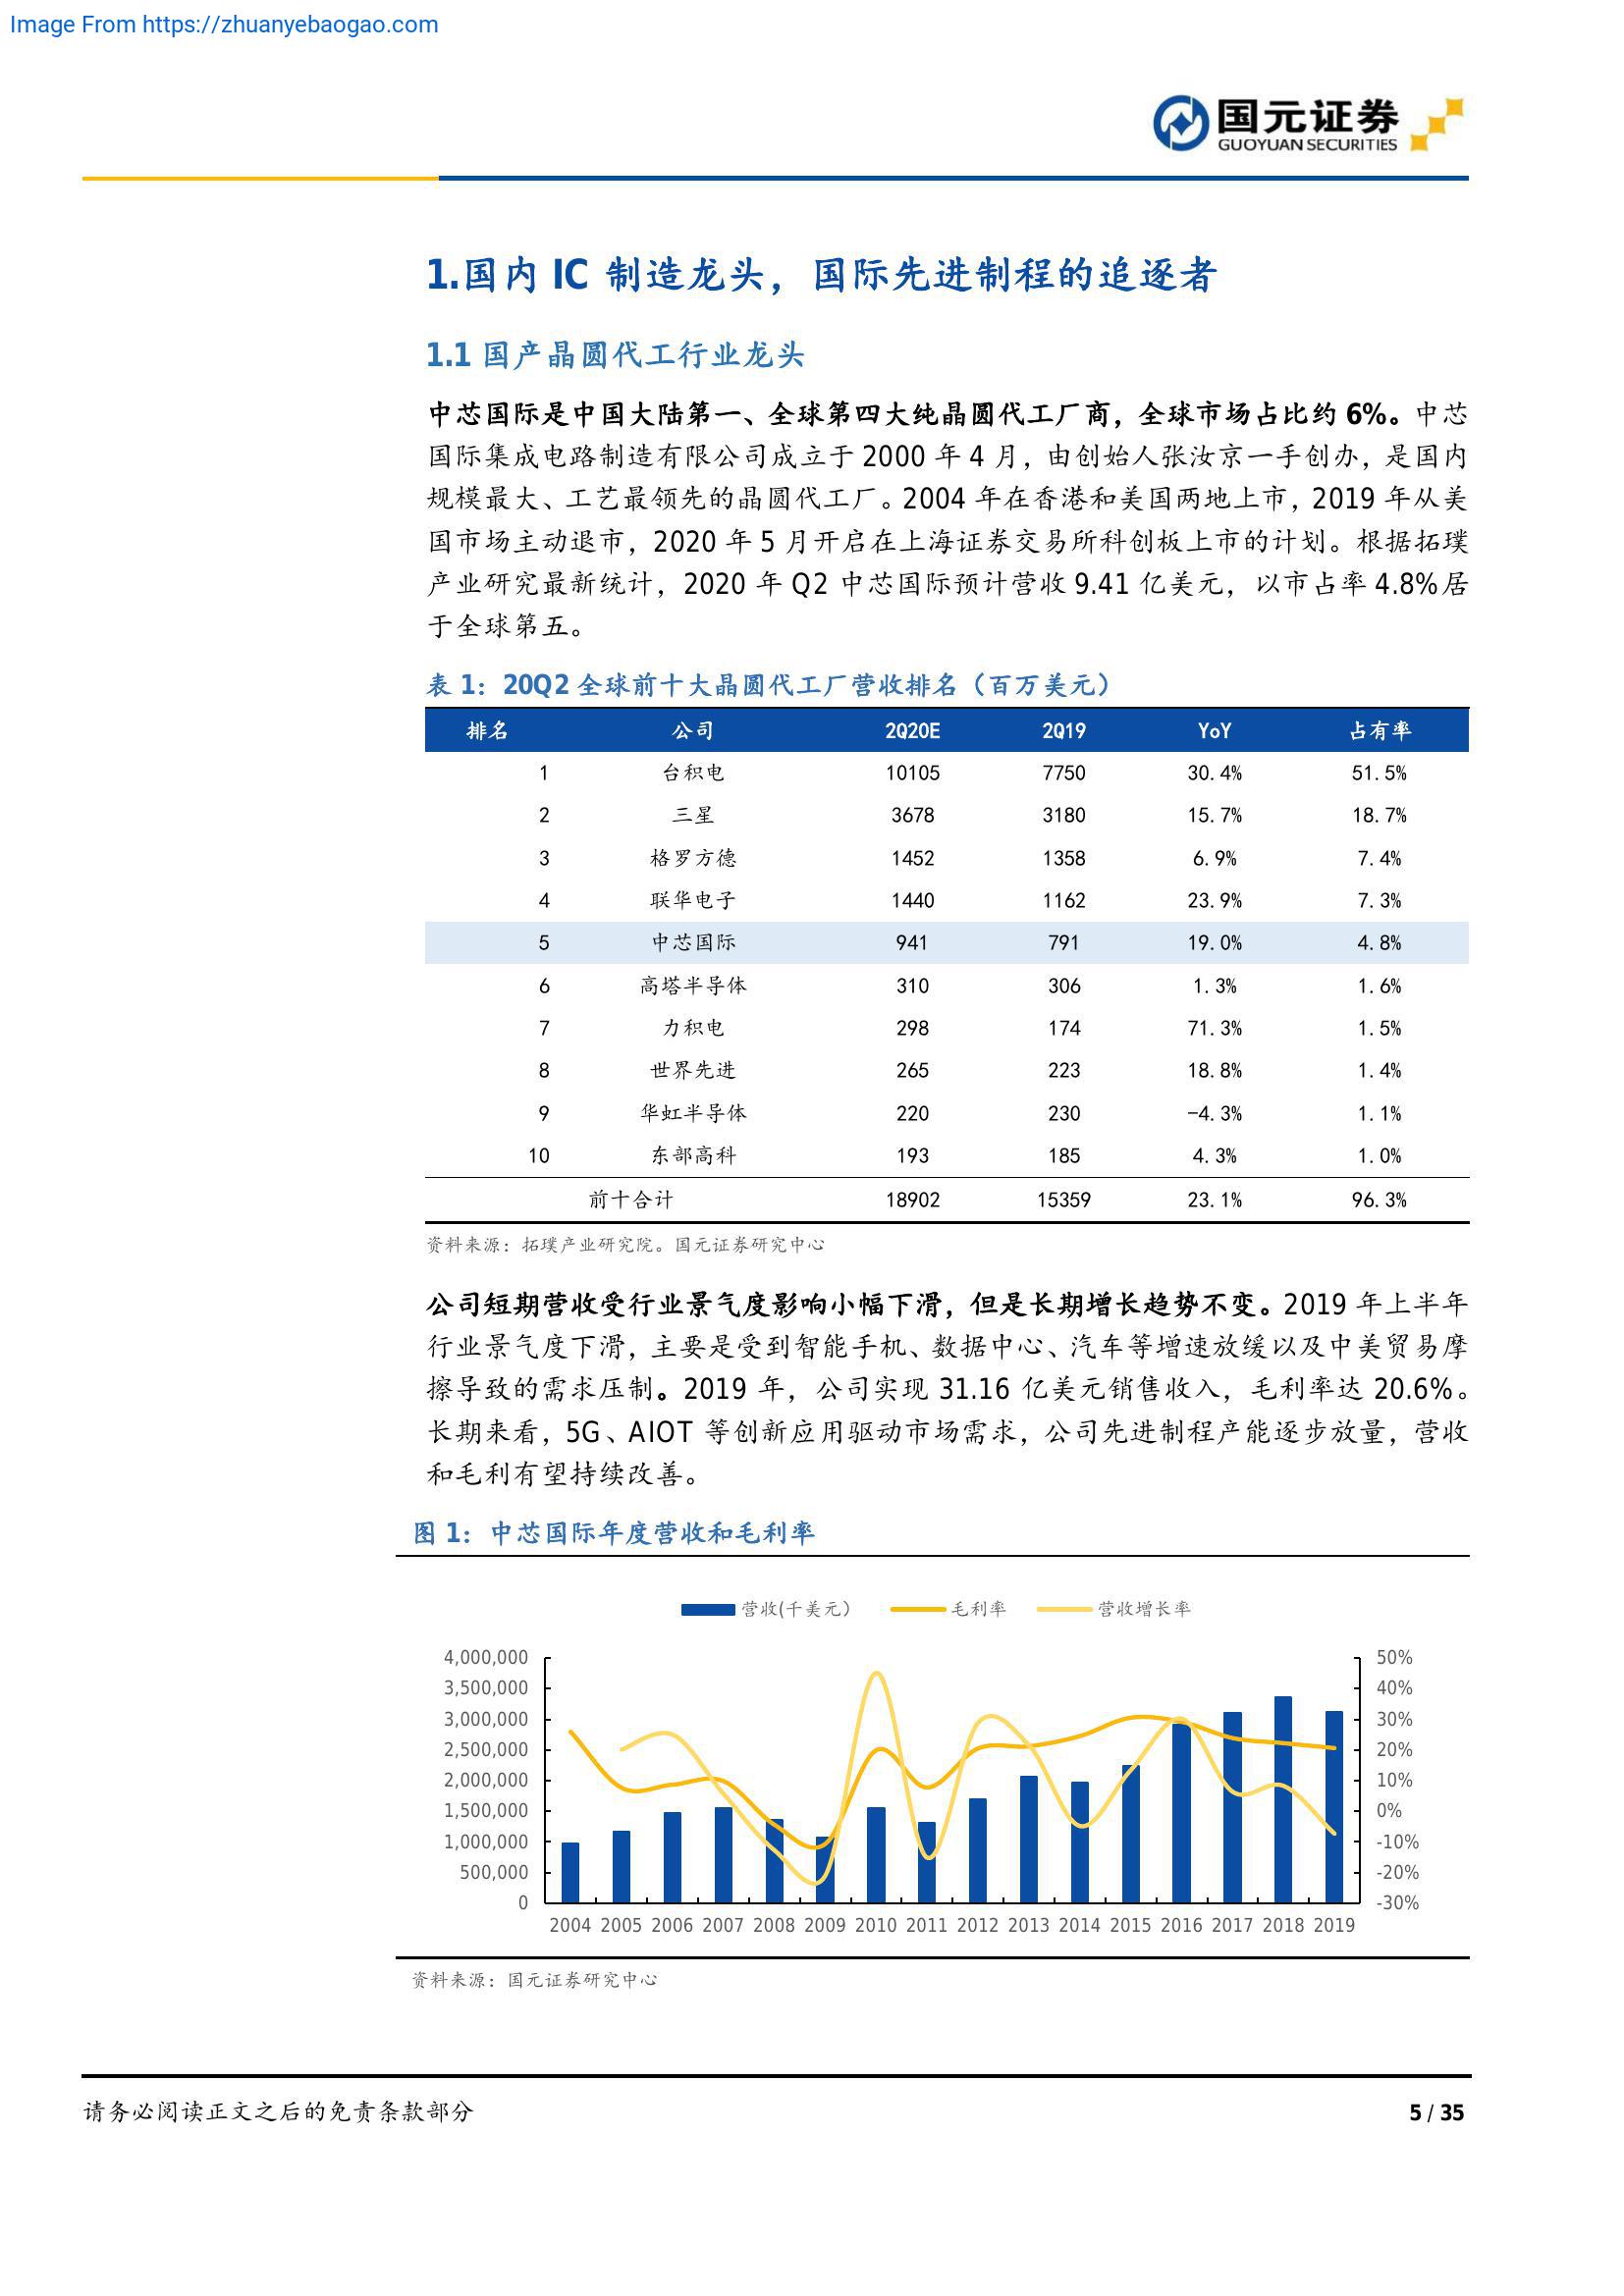 Image From https://zhuanyebaogao.com
国元证券
GUOYUAN SECURITIES
1.国内 IC 制造龙头，国际先进制程的追逐者
1.1 国产晶圆代工行业龙头
中芯国际是中国大陆第一、全球第四大纯晶圆代工厂商，全球市场占比约 6%。中芯
国际集成电路制造有限公司成立于 2000 年 4 月，由创始人张汝京一手创办，是国内
规模最大、工艺最领先的晶圆代工厂。2004 年在香港和美国两地上市，2019 年从美
国市场主动退市，2020 年 5 月开启在上海证券交易所科创板上市的计划。根据拓璞
产业研究最新统计，2020 年 Q2 中芯国际预计营收 9.41 亿美元，以市占率 4.8%居
于全球第五。
表 1：20Q2 全球前十大晶圆代工厂营收排名（百万美元）
排名 公司 2Q20E 2Q19 YoY 占有率
1 台积电 10105 7750 30.4% 51.5%
2 三星 3678 3180 15.7% 18.7%
3 格罗方德 1452 1358 6.9% 7.4%
4 联华电子 1440 1162 23.9% 7.3%
5 中芯国际 941 791 19.0% 4.8%
6 高塔半导体 310 306 1.3% 1.6%
7 力积电 298 174 71.3% 1.5%
8 世界先进 265 223 18.8% 1.4%
9 华虹半导体 220 230 -4.3% 1.1%
10 东部高科 193 185 4.3% 1.0%
前十合计 18902 15359 23.1% 96.3%
资料来源：拓璞产业研究院。国元证券研究中心
公司短期营收受行业景气度影响小幅下滑，但是长期增长趋势不变。2019 年上半年
行业景气度下滑，主要是受到智能手机、数据中心、汽车等增速放缓以及中美贸易摩
擦导致的需求压制。2019 年，公司实现 31.16 亿美元销售收入，毛利率达 20.6%。
长期来看，5G、AIOT 等创新应用驱动市场需求，公司先进制程产能逐步放量，营收
和毛利有望持续改善。
图 1：中芯国际年度营收和毛利率
营收(千美元） 毛利率 营收增长率
4,000,000 50%
3,500,000 40%
3,000,000 30%
2,500,000 20%
2,000,000 10%
1,500,000 0%
1,000,000 -10%
500,000 -20%
0 -30%
2004 2005 2006 2007 2008 2009 2010 2011 2012 2013 2014 2015 2016 2017 2018 2019
资料来源：国元证券研究中心
请务必阅读正文之后的免责条款部分 5 / 35